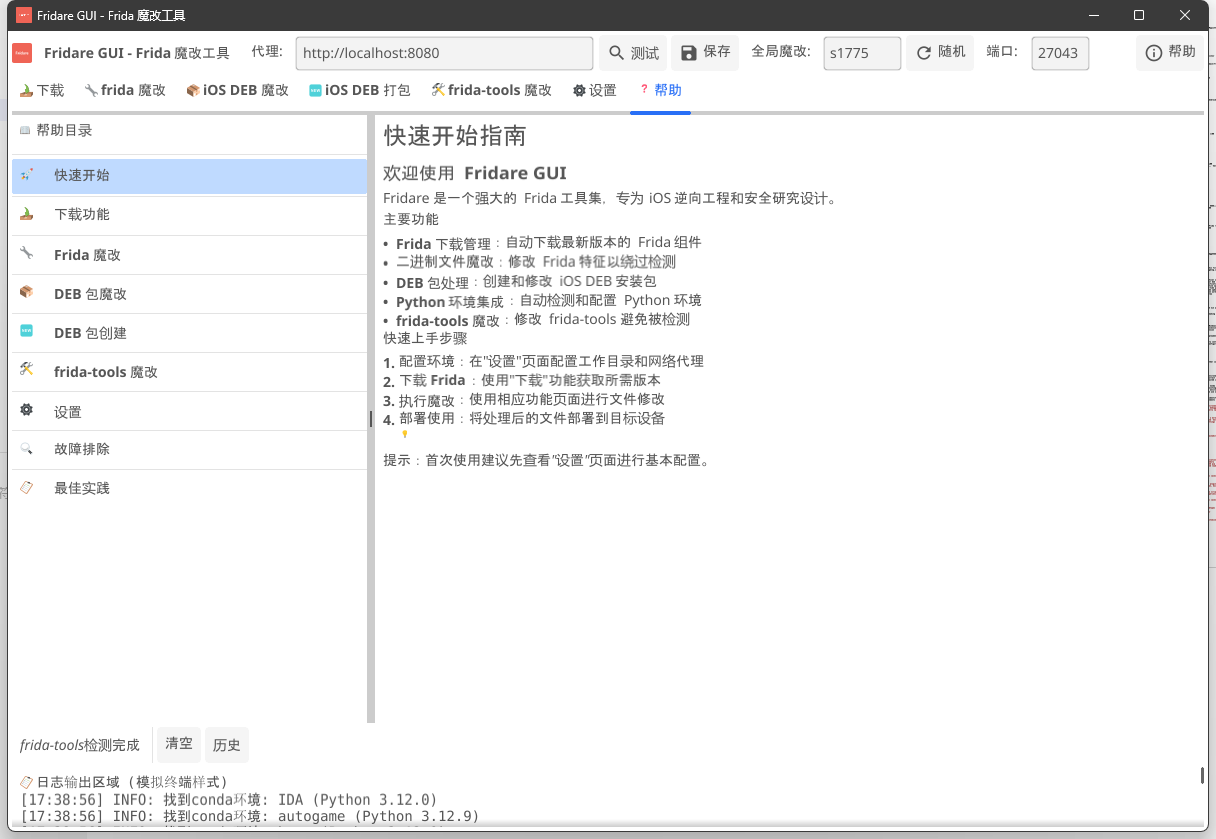 Fridare GUI - Frida 魔改工具
Fridare GUI - Frida 魔改工具 代理: http://localhost:8080 测试 保存 全局魔改: s1775 随机 端口: 27043 帮助
下载 frida 魔改 iOS DEB 魔改 iOS DEB 打包 frida-tools 魔改 设置 ? 帮助
帮助目录
快速开始
下载功能
Frida 魔改
DEB 包魔改
DEB 包创建
frida-tools 魔改
设置
故障排除
最佳实践
快速开始指南
欢迎使用 Fridare GUI
Fridare 是一个强大的 Frida 工具集，专为 iOS 逆向工程和安全研究设计。
主要功能
• Frida 下载管理：自动下载最新版本的 Frida 组件
• 二进制文件魔改：修改 Frida 特征以绕过检测
• DEB 包处理：创建和修改 iOS DEB 安装包
• Python 环境集成：自动检测和配置 Python 环境
• frida-tools 魔改：修改 frida-tools 避免被检测
快速上手步骤
1. 配置环境：在"设置"页面配置工作目录和网络代理
2. 下载 Frida：使用"下载"功能获取所需版本
3. 执行魔改：使用相应功能页面进行文件修改
4. 部署使用：将处理后的文件部署到目标设备
提示：首次使用建议先查看"设置"页面进行基本配置。
frida-tools检测完成 清空 历史
日志输出区域 (模拟终端样式)
[17:38:56] INFO: 找到conda环境: IDA (Python 3.12.0)
[17:38:56] INFO: 找到conda环境: autogame (Python 3.12.9)